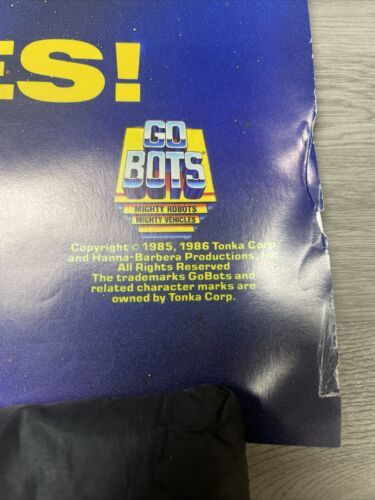 ES!
GO
BOTS
MIGHTY ROBOTS
MIGHTY VEHICLES
Copyright © 1985, 1986 Tonka Corp.
and Hanna-Barbera Productions, Inc.
All Rights Reserved
The trademarks GoBots and
related character marks are
owned by Tonka Corp.